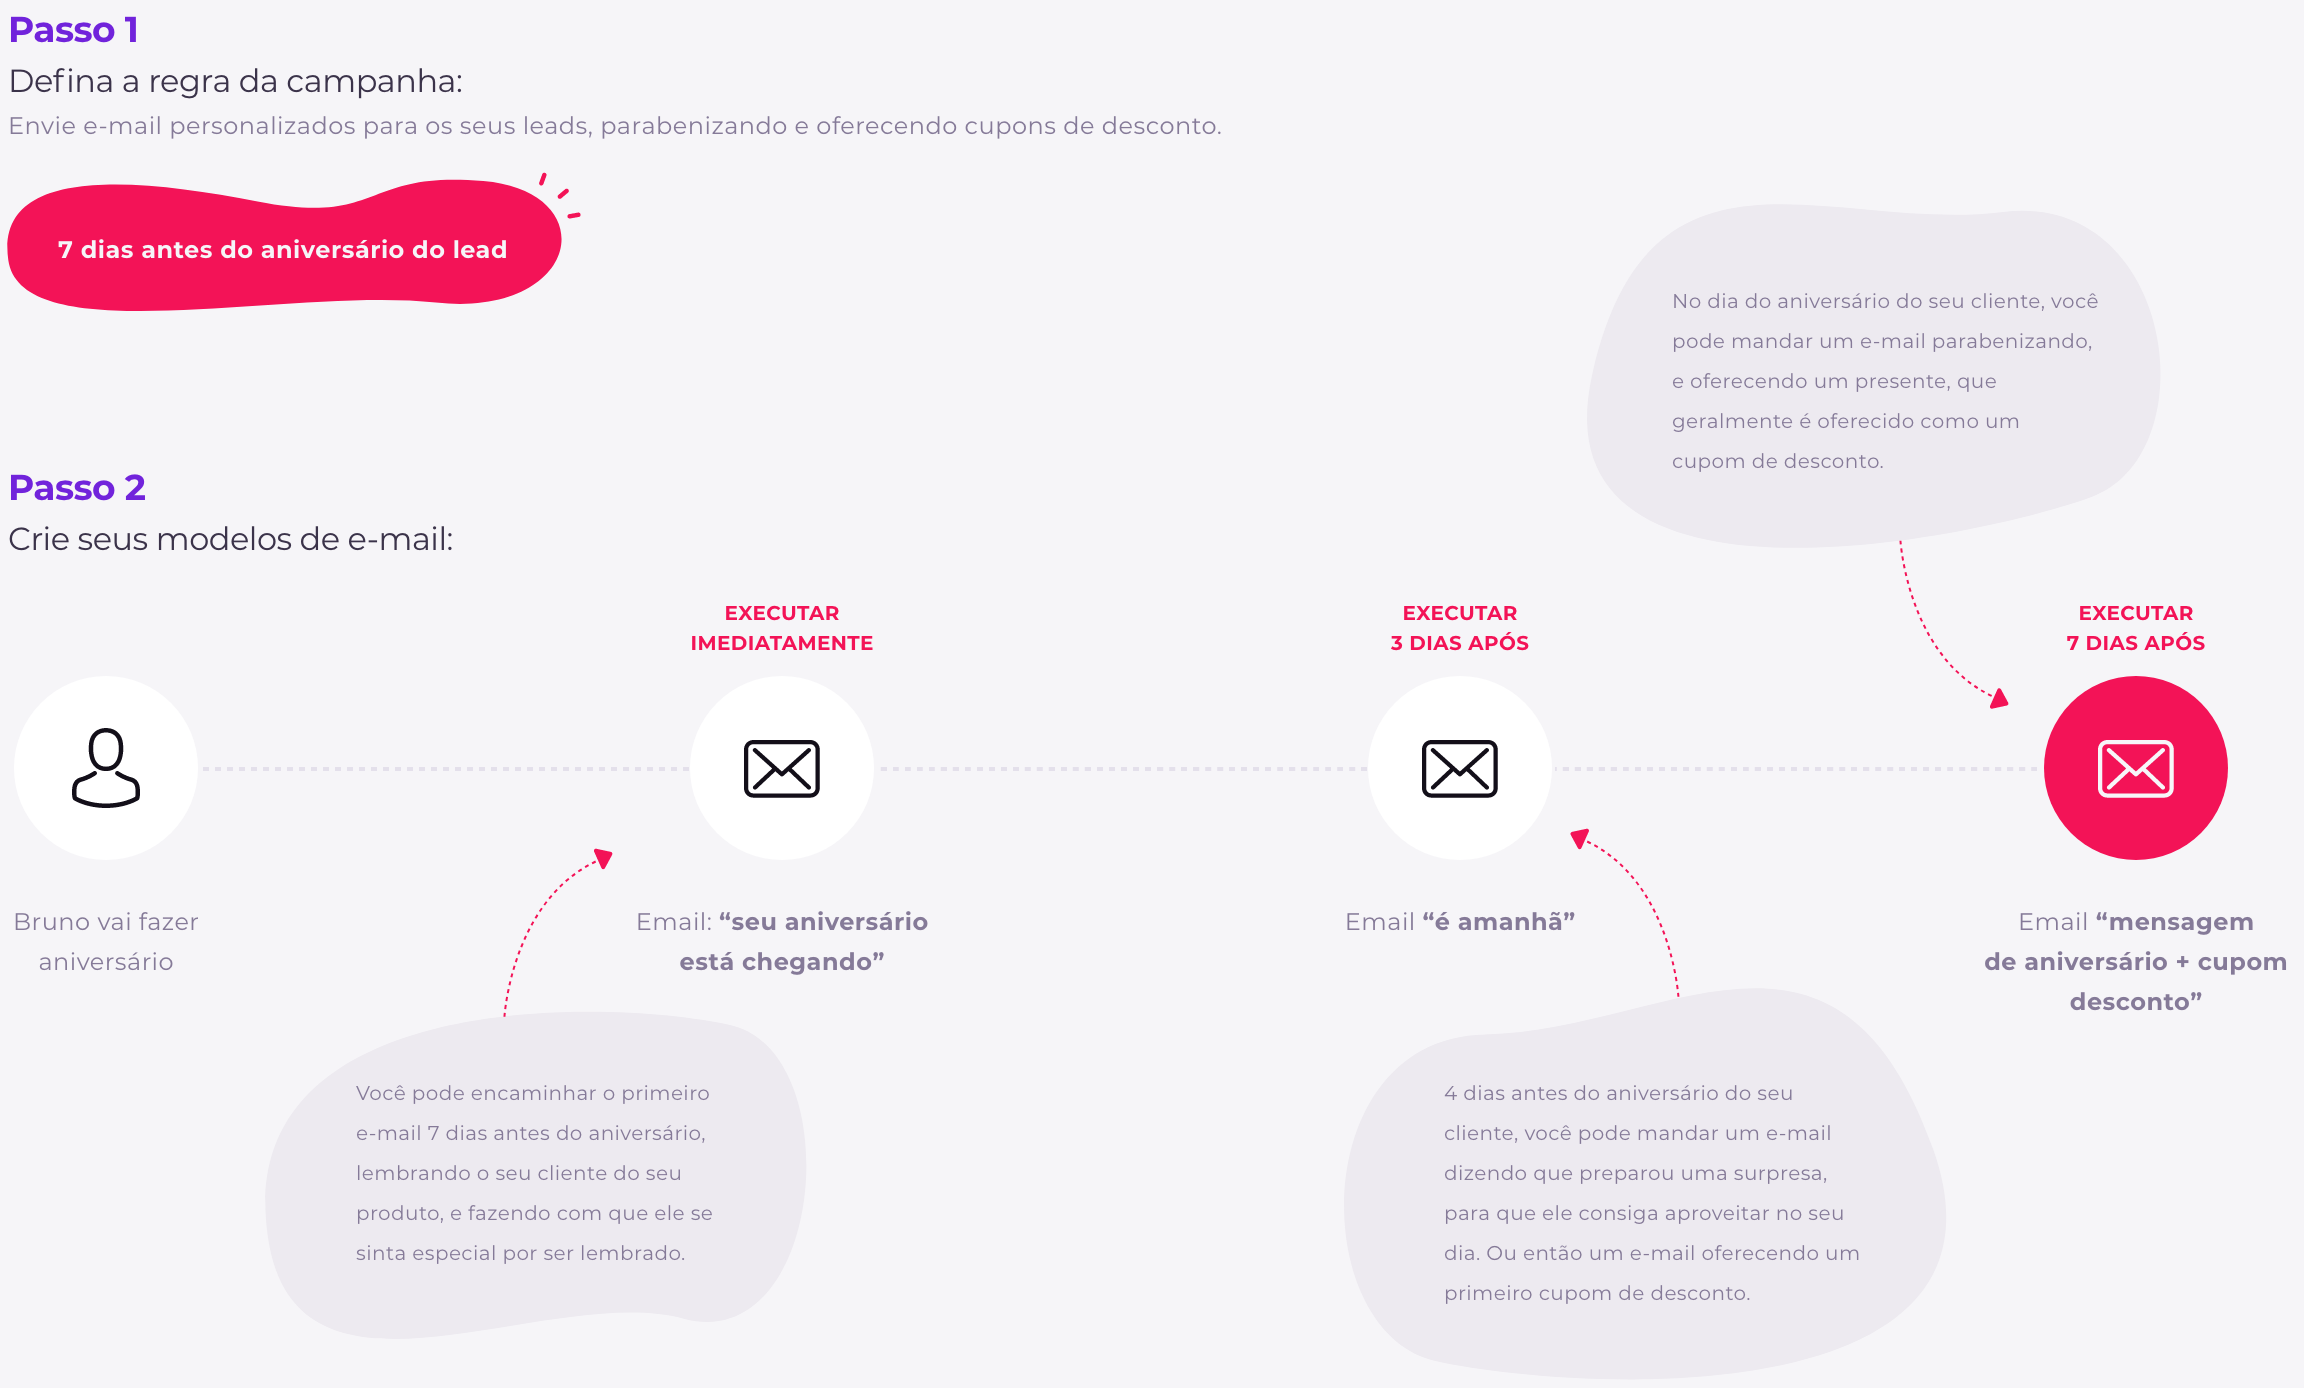 Passo 1
Defina a regra da campanha:
Envie e-mail personalizados para os seus leads, parabenizando e oferecendo cupons de desconto.
7 dias antes do aniversário do lead
No dia do aniversário do seu cliente, você
pode mandar um e-mail parabenizando,
e oferecendo um presente, que
geralmente é oferecido como um
cupom de desconto.
Passo 2
Crie seus modelos de e-mail:
EXECUTAR
IMEDIATAMENTE
EXECUTAR
3 DIAS APÓS
EXECUTAR
7 DIAS APÓS
Bruno vai fazer
aniversário
Email: “seu aniversário
está chegando”
Email “é amanhã”
Email “mensagem
de aniversário + cupom
desconto”
Você pode encaminhar o primeiro
e-mail 7 dias antes do aniversário,
lembrando o seu cliente do seu
produto, e fazendo com que ele se
sinta especial por ser lembrado.
4 dias antes do aniversário do seu
cliente, você pode mandar um e-mail
dizendo que preparou uma surpresa,
para que ele consiga aproveitar no seu
dia. Ou então um e-mail oferecendo um
primeiro cupom de desconto.